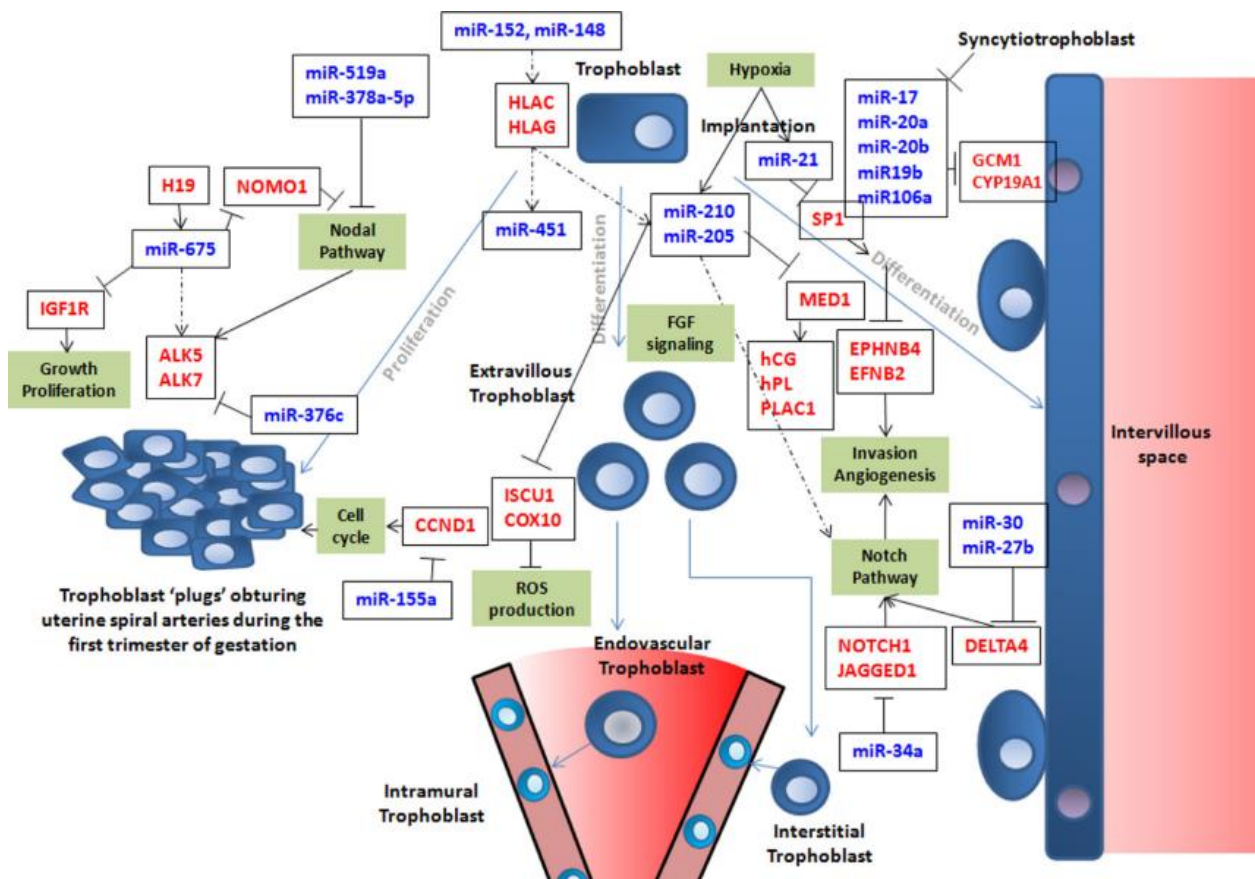 miR-152, miR-148
Syncytiotrophoblast
miR-519a
miR-378a-5p
Trophoblast
Hypoxia
HLAC
HLAG
Implantation
miR-21
miR-17
miR-20a
miR-20b
miR19b
miR106a
GCM1
CYP19A1
H19
NOMO1
miR-675
Nodal
Pathway
miR-451
miR-210
miR-205
SP1
IGF1R
Growth
Proliferation
ALK5
ALK7
Proliferation
Differentiation
Differentiation
MED1
FGF
signaling
hCG
hPL
PLAC1
EPHNB4
EFNB2
Extravillous
Trophoblast
miR-376c
Intervillous
space
Invasion
Angiogenesis
ISCU1
COX10
Cell
cycle
CCND1
miR-30
miR-27b
Notch
Pathway
ROS
production
miR-155a
Trophoblast ‘plugs’ obturing
uterine spiral arteries during the
first trimester of gestation
Endovascular
Trophoblast
NOTCH1
JAGGED1
DELTA4
miR-34a
Intramural
Trophoblast
Interstitial
Trophoblast